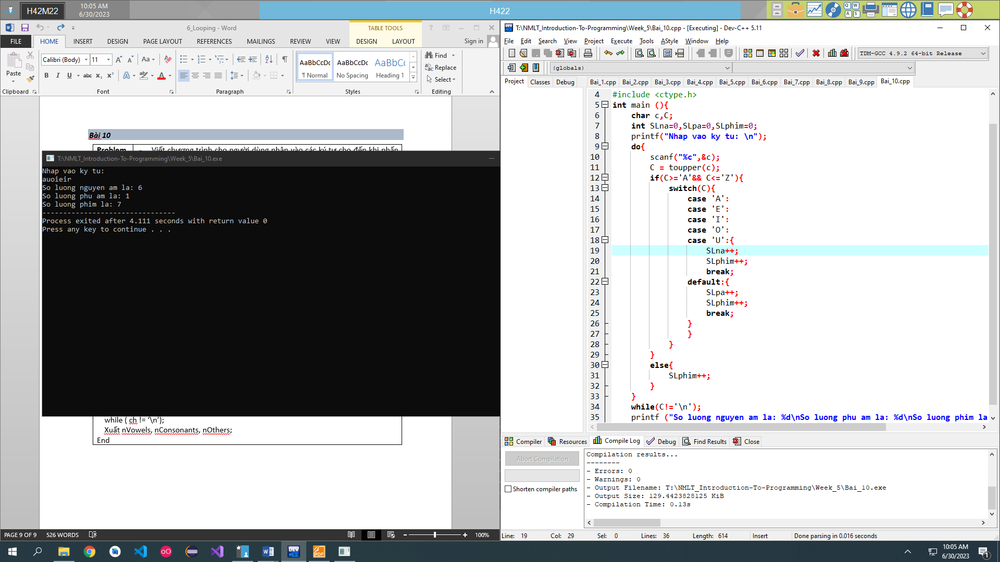 H42M22
10:05 AM
6/30/2023
H422
6_Looping - Word
TABLE TOOLS
FILE HOME INSERT DESIGN PAGE LAYOUT REFERENCES MAILINGS REVIEW VIEW DESIGN LAYOUT Sign in
Paste
Calibri (Body) 11
B I U abc X₂ X²
AaBbCcDc AaBbCcDc AaBbCc
¶ Normal No Spacing Heading 1
Find
Replace
Select
Clipboard Font Paragraph Styles Editing
Bài 10
Problem Viết chương trình cho người dùng nhập vào các ký tự cho đến khi nhấn
T:\NMLT_Introduction-To-Programming\Week_5\Bai_10.exe
Nhap vao ky tu:
auoieir
So luong nguyen am la: 6
So luong phu am la: 1
So luong phim la: 7
--------------------------------
Process exited after 4.111 seconds with return value 0
Press any key to continue . . .
while ( ch != ‘\n’);
Xuất nVowels, nConsonants, nOthers;
End
PAGE 9 OF 9 526 WORDS 100%
T:\NMLT_Introduction-To-Programming\Week_5\Bai_10.cpp - [Executing] - Dev-C++ 5.11
File Edit Search View Project Execute Tools AStyle Window Help
TDM-GCC 4.9.2 64-bit Release
(globals)
Project Classes Debug
Bai_1.cpp Bai_2.cpp Bai_3.cpp Bai_4.cpp Bai_5.cpp Bai_6.cpp Bai_7.cpp Bai_8.cpp Bai_9.cpp Bai_10.cpp
4 #include <ctype.h>
5 int main (){
6 char c,C;
7 int SLna=0,SLpa=0,SLphim=0;
8 printf("Nhap vao ky tu: \n");
9 do{
10 scanf("%c",&c);
11 C = toupper(c);
12 if(C>='A'&& C<='Z'){
13 switch(C){
14 case 'A':
15 case 'E':
16 case 'I':
17 case 'O':
18 case 'U':{
19 SLna++;
20 SLphim++;
21 break;
22 default:{
23 SLpa++;
24 SLphim++;
25 break;
26 }
27 }
28 }
29 }
30 else{
31 SLphim++;
32 }
33 }
34 while(C!='\n');
35 printf ("So luong nguyen am la: %d\nSo luong phu am la: %d\nSo luong phim la
Compiler Resources Compile Log Debug Find Results Close
Abort Compilation
Shorten compiler paths
Compilation results...
--------
- Errors: 0
- Warnings: 0
- Output Filename: T:\NMLT_Introduction-To-Programming\Week_5\Bai_10.exe
- Output Size: 129.4423828125 KiB
- Compilation Time: 0.13s
Line: 19 Col: 29 Sel: 0 Lines: 36 Length: 614 Insert Done parsing in 0.016 seconds
10:05 AM
6/30/2023
1